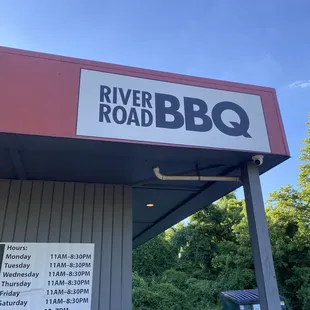 RIVER
ROAD
BBQ
Hours:
Monday 11AM-8:30PM
Tuesday 11AM-8:30PM
Wednesday 11AM-8:30PM
Thursday 11AM-8:30PM
Friday 11AM-8:30PM
Saturday 11AM-8:30PM